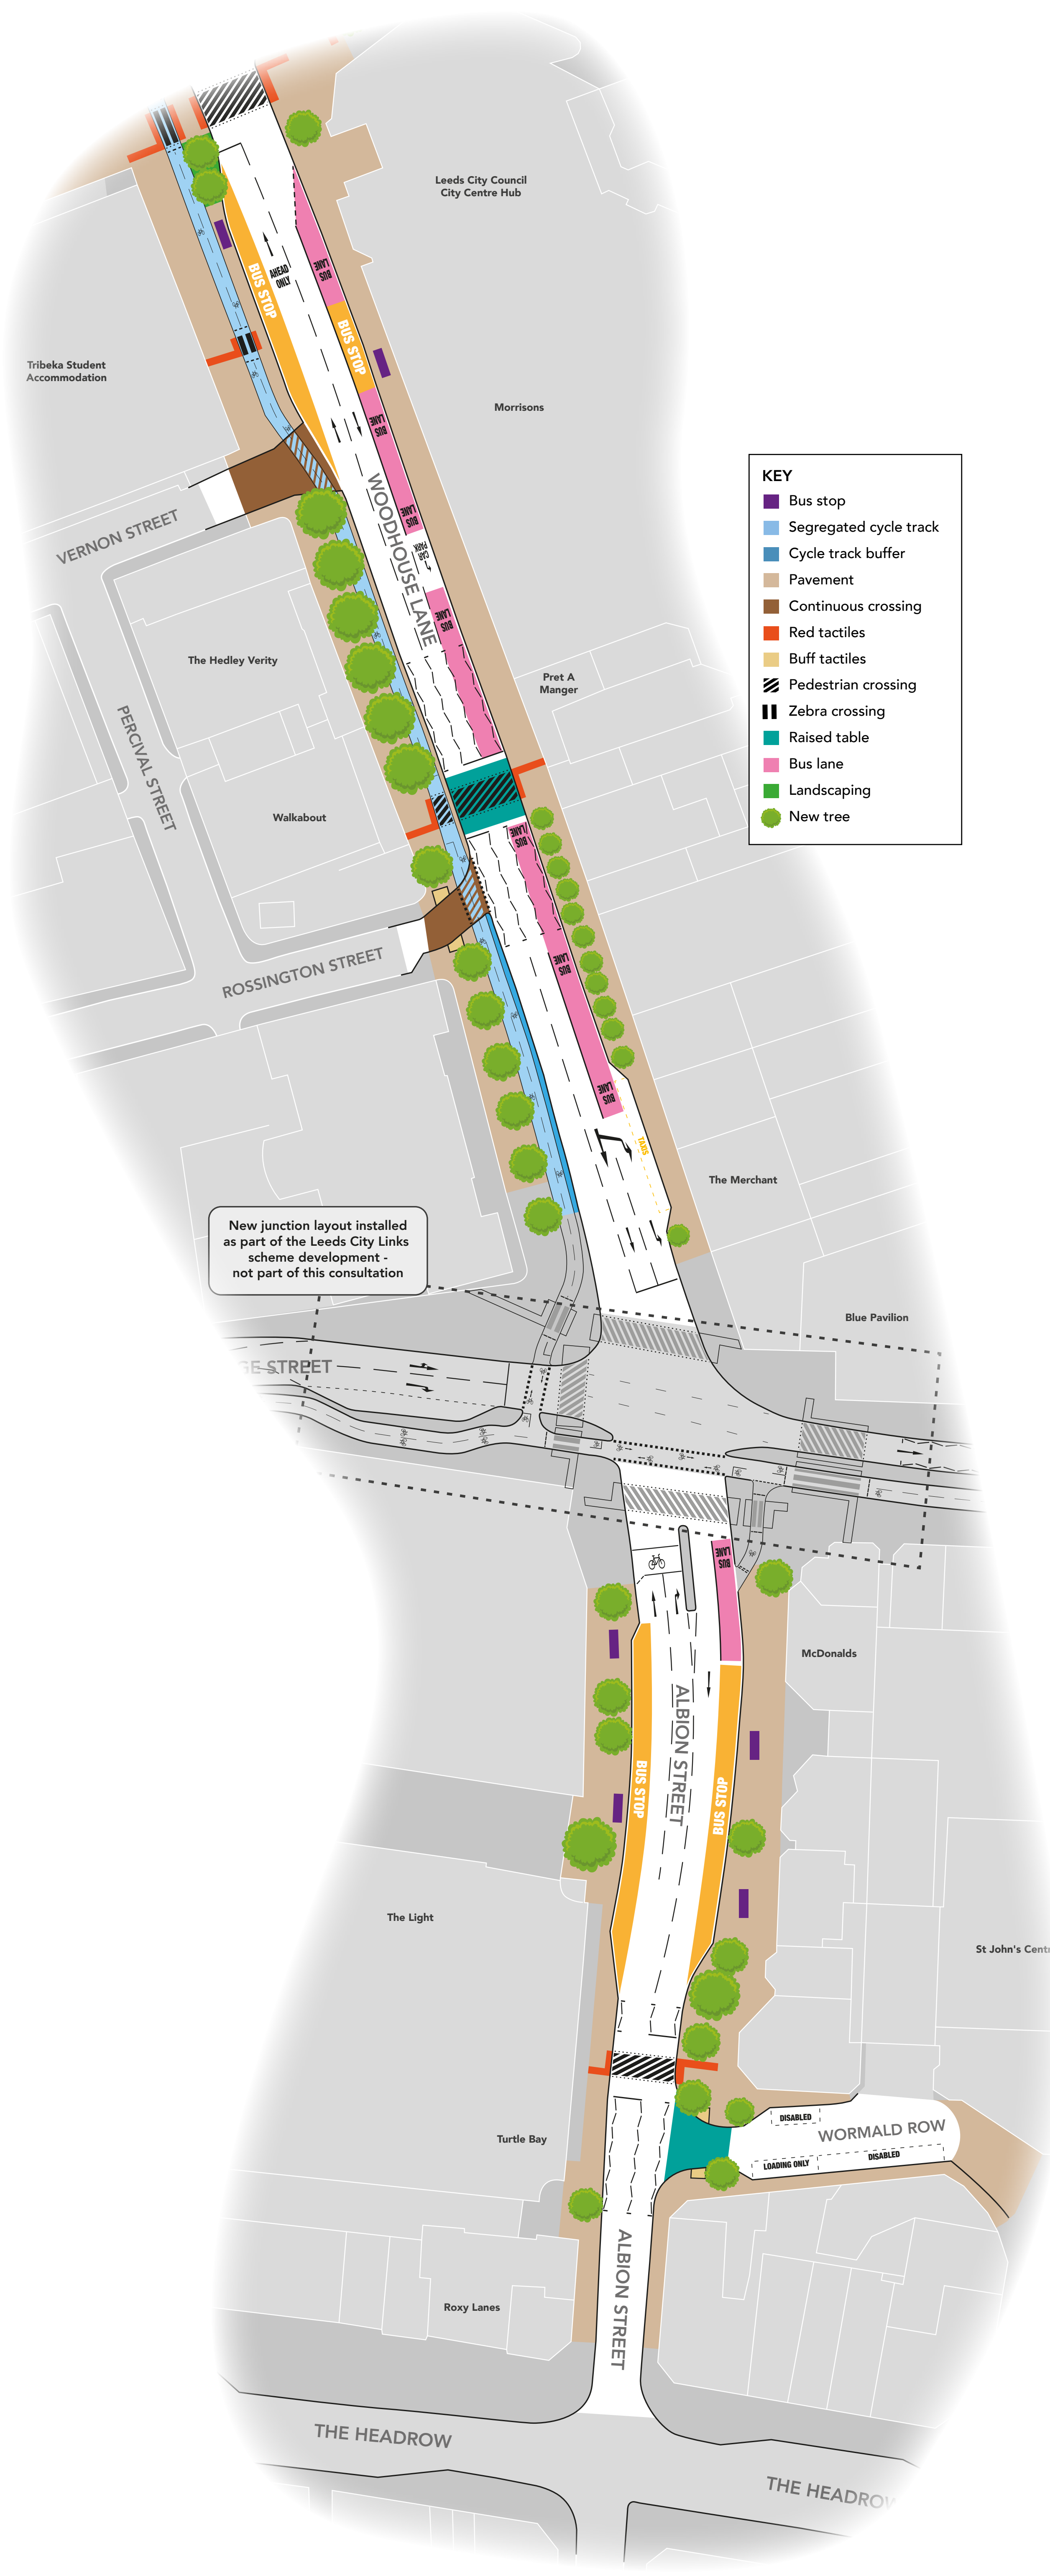 Leeds City Council
City Centre Hub
AHEAD
ONLY
BUS
LANE
BUS STOP
BUS STOP
Tribeka Student
Accommodation
Morrisons
BUS
LANE
BUS
LANE
WOODHOUSE LANE
VERNON STREET
CAR
PARK
BUS
LANE
KEY
Bus stop
Segregated cycle track
Cycle track buffer
Pavement
Continuous crossing
Red tactiles
Buff tactiles
Pedestrian crossing
Zebra crossing
Raised table
Bus lane
Landscaping
New tree
The Hedley Verity
Pret A
Manger
PERCIVAL STREET
Walkabout
BUS
LANE
ROSSINGTON STREET
BUS
LANE
BUS
LANE
TAXIS
The Merchant
New junction layout installed
as part of the Leeds City Links
scheme development -
not part of this consultation
Blue Pavilion
GE STREET
BUS
LANE
McDonalds
ALBION STREET
BUS STOP
BUS STOP
The Light
St John's Cent
DISABLED
WORMALD ROW
Turtle Bay
LOADING ONLY
DISABLED
ALBION STREET
Roxy Lanes
THE HEADROW
THE HEADROW